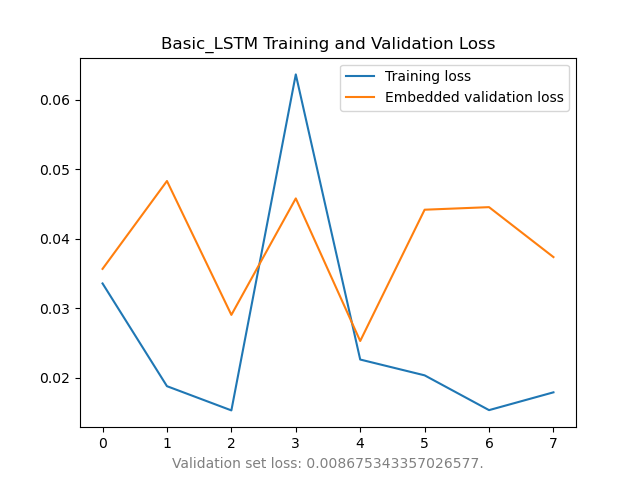 Basic_LSTM Training and Validation Loss
Training loss
Embedded validation loss
0.06
0.05
0.04
0.03
0.02
0 1 2 3 4 5 6 7
Validation set loss: 0.008675343357026577.